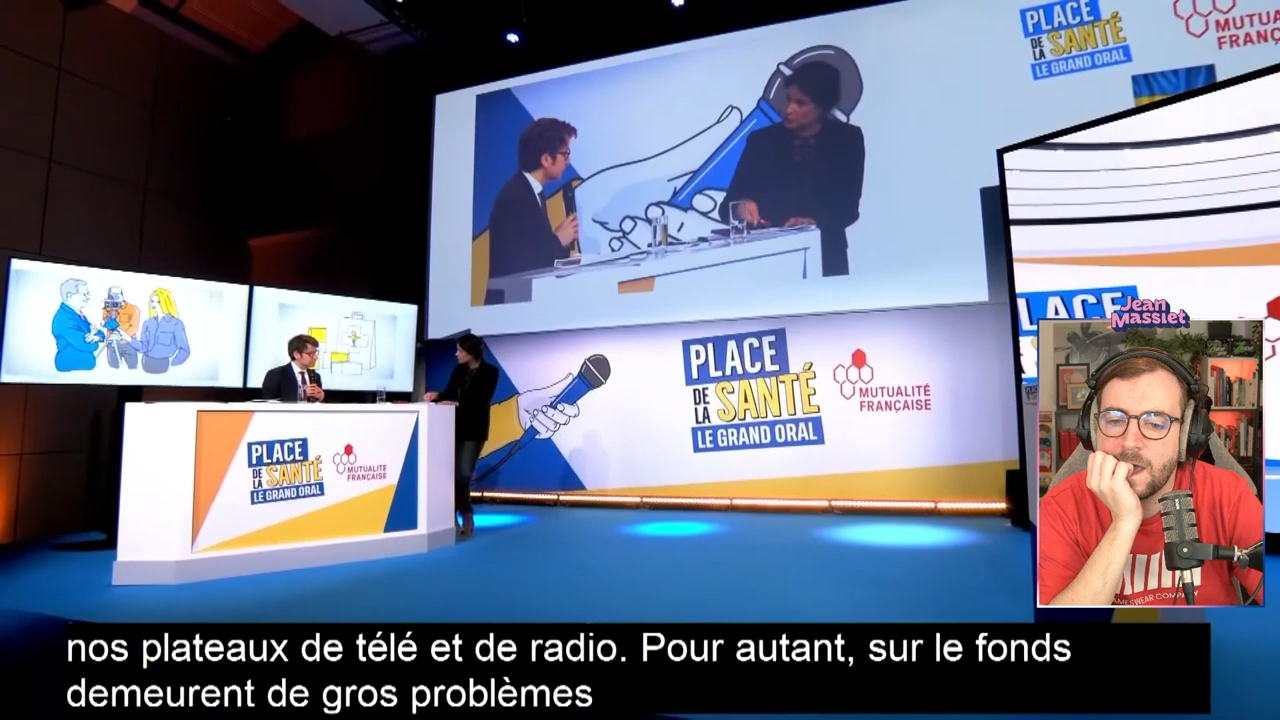 PLACE
DE LA SANTÉ
LE GRAND ORAL
MUTUALITÉ
FRANÇ
PLACE
DE LA SANTÉ
LE GRAND ORAL
MUTUALITÉ
FRANÇAISE
PLACE
DE LA SANTÉ
LE GRAND ORAL
MUTUALITÉ
FRANÇAISE
PLACE
Jean
Massiet
nos plateaux de télé et de radio. Pour autant, sur le fonds
demeurent de gros problèmes